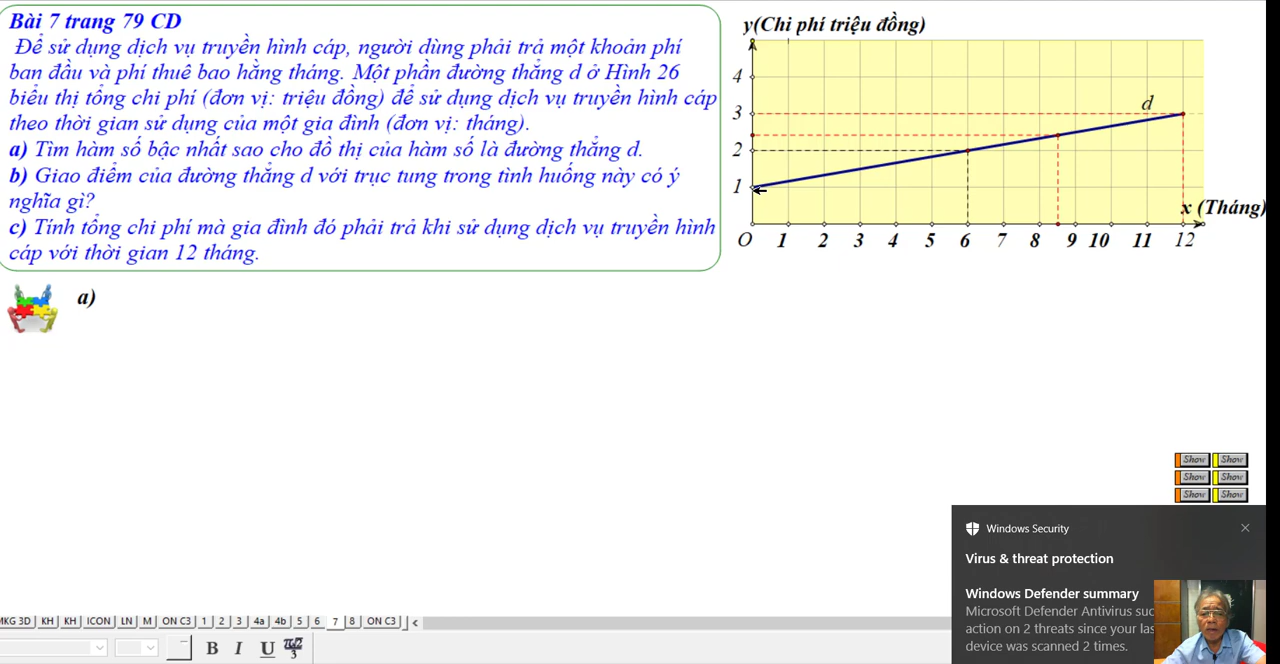 Bài 7 trang 79 CD
Để sử dụng dịch vụ truyền hình cáp, người dùng phải trả một khoản phí
ban đầu và phí thuê bao hằng tháng. Một phần đường thẳng d ở Hình 26
biểu thị tổng chi phí (đơn vị: triệu đồng) để sử dụng dịch vụ truyền hình cáp
theo thời gian sử dụng của một gia đình (đơn vị: tháng).
a) Tìm hàm số bậc nhất sao cho đồ thị của hàm số là đường thẳng d.
b) Giao điểm của đường thẳng d với trục tung trong tình huống này có ý
nghĩa gì?
c) Tính tổng chi phí mà gia đình đó phải trả khi sử dụng dịch vụ truyền hình
cáp với thời gian 12 tháng.
y(Chi phí triệu đồng)
4
3
d
2
1
x (Tháng)
O 1 2 3 4 5 6 7 8 9 10 11 12
a)
Show Show
Show Show
Show Show
Windows Security
Virus & threat protection
Windows Defender summary
Microsoft Defender Antivirus suc
action on 2 threats since your las
device was scanned 2 times.
MKG 3D KH KH ICON LN M ON C3 1 2 3 4a 4b 5 6 7 8 ON C3
B I U